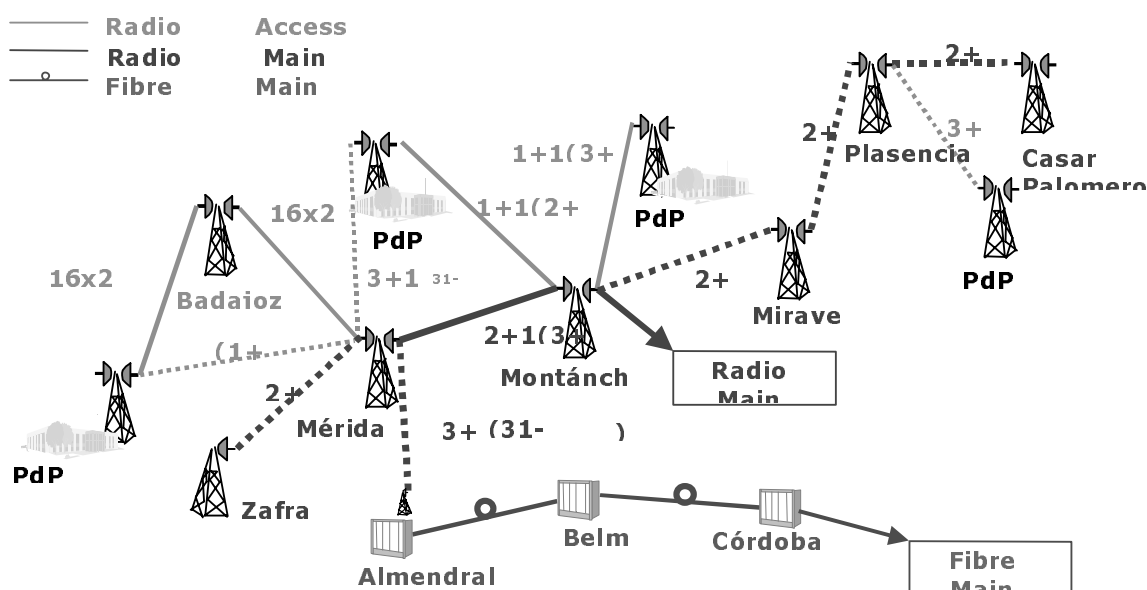 Radio Access
Radio Main
Fibre Main
2+
2+
3+
Plasencia
Casar
Palomero
1+1(3+
PdP
16x2
1+1(2+
PdP
PdP
16x2
3+1 31-
2+
Badaioz
Mirave
(1+
2+1(3+
Montánch
Radio
Main
2+
Mérida
3+ (31- )
PdP
Zafra
Belm
Córdoba
Almendral
Fibre
Main